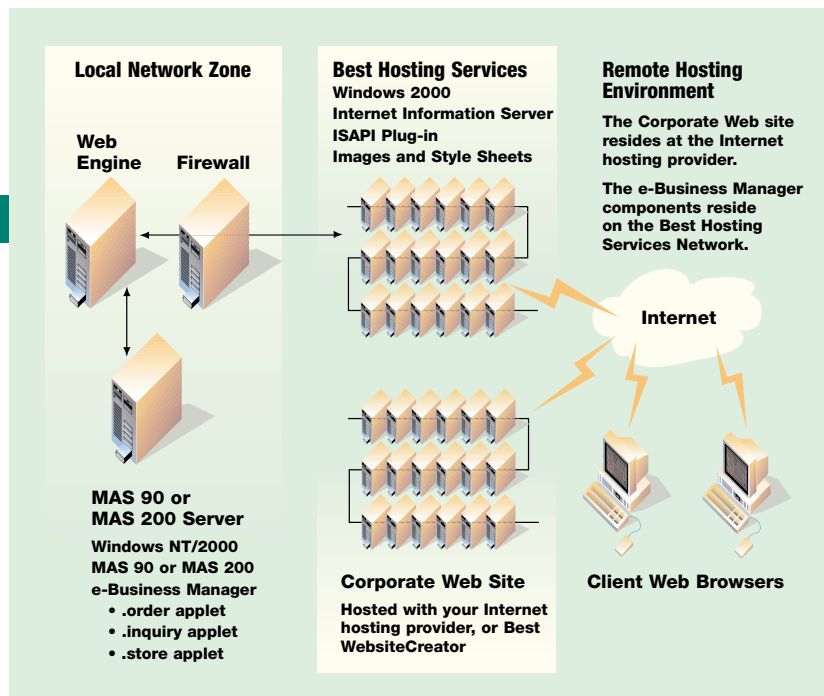 Local Network Zone
Web
Engine
Firewall
MAS 90 or
MAS 200 Server
Windows NT/2000
MAS 90 or MAS 200
e-Business Manager
• .order applet
• .inquiry applet
• .store applet
Best Hosting Services
Windows 2000
Internet Information Server
ISAPI Plug-in
Images and Style Sheets
Corporate Web Site
Hosted with your Internet
hosting provider, or Best
WebsiteCreator
Remote Hosting
Environment
The Corporate Web site
resides at the Internet
hosting provider.
The e-Business Manager
components reside
on the Best Hosting
Services Network.
Internet
Client Web Browsers